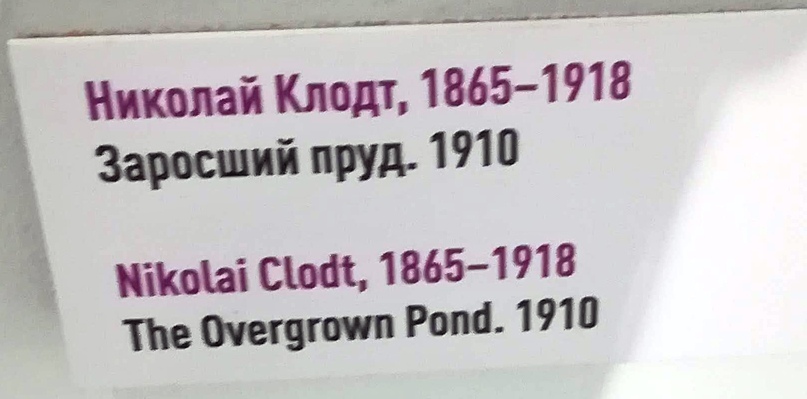 Николай Клодт, 1865–1918
Заросший пруд. 1910
Nikolai Clodt, 1865–1918
The Overgrown Pond. 1910